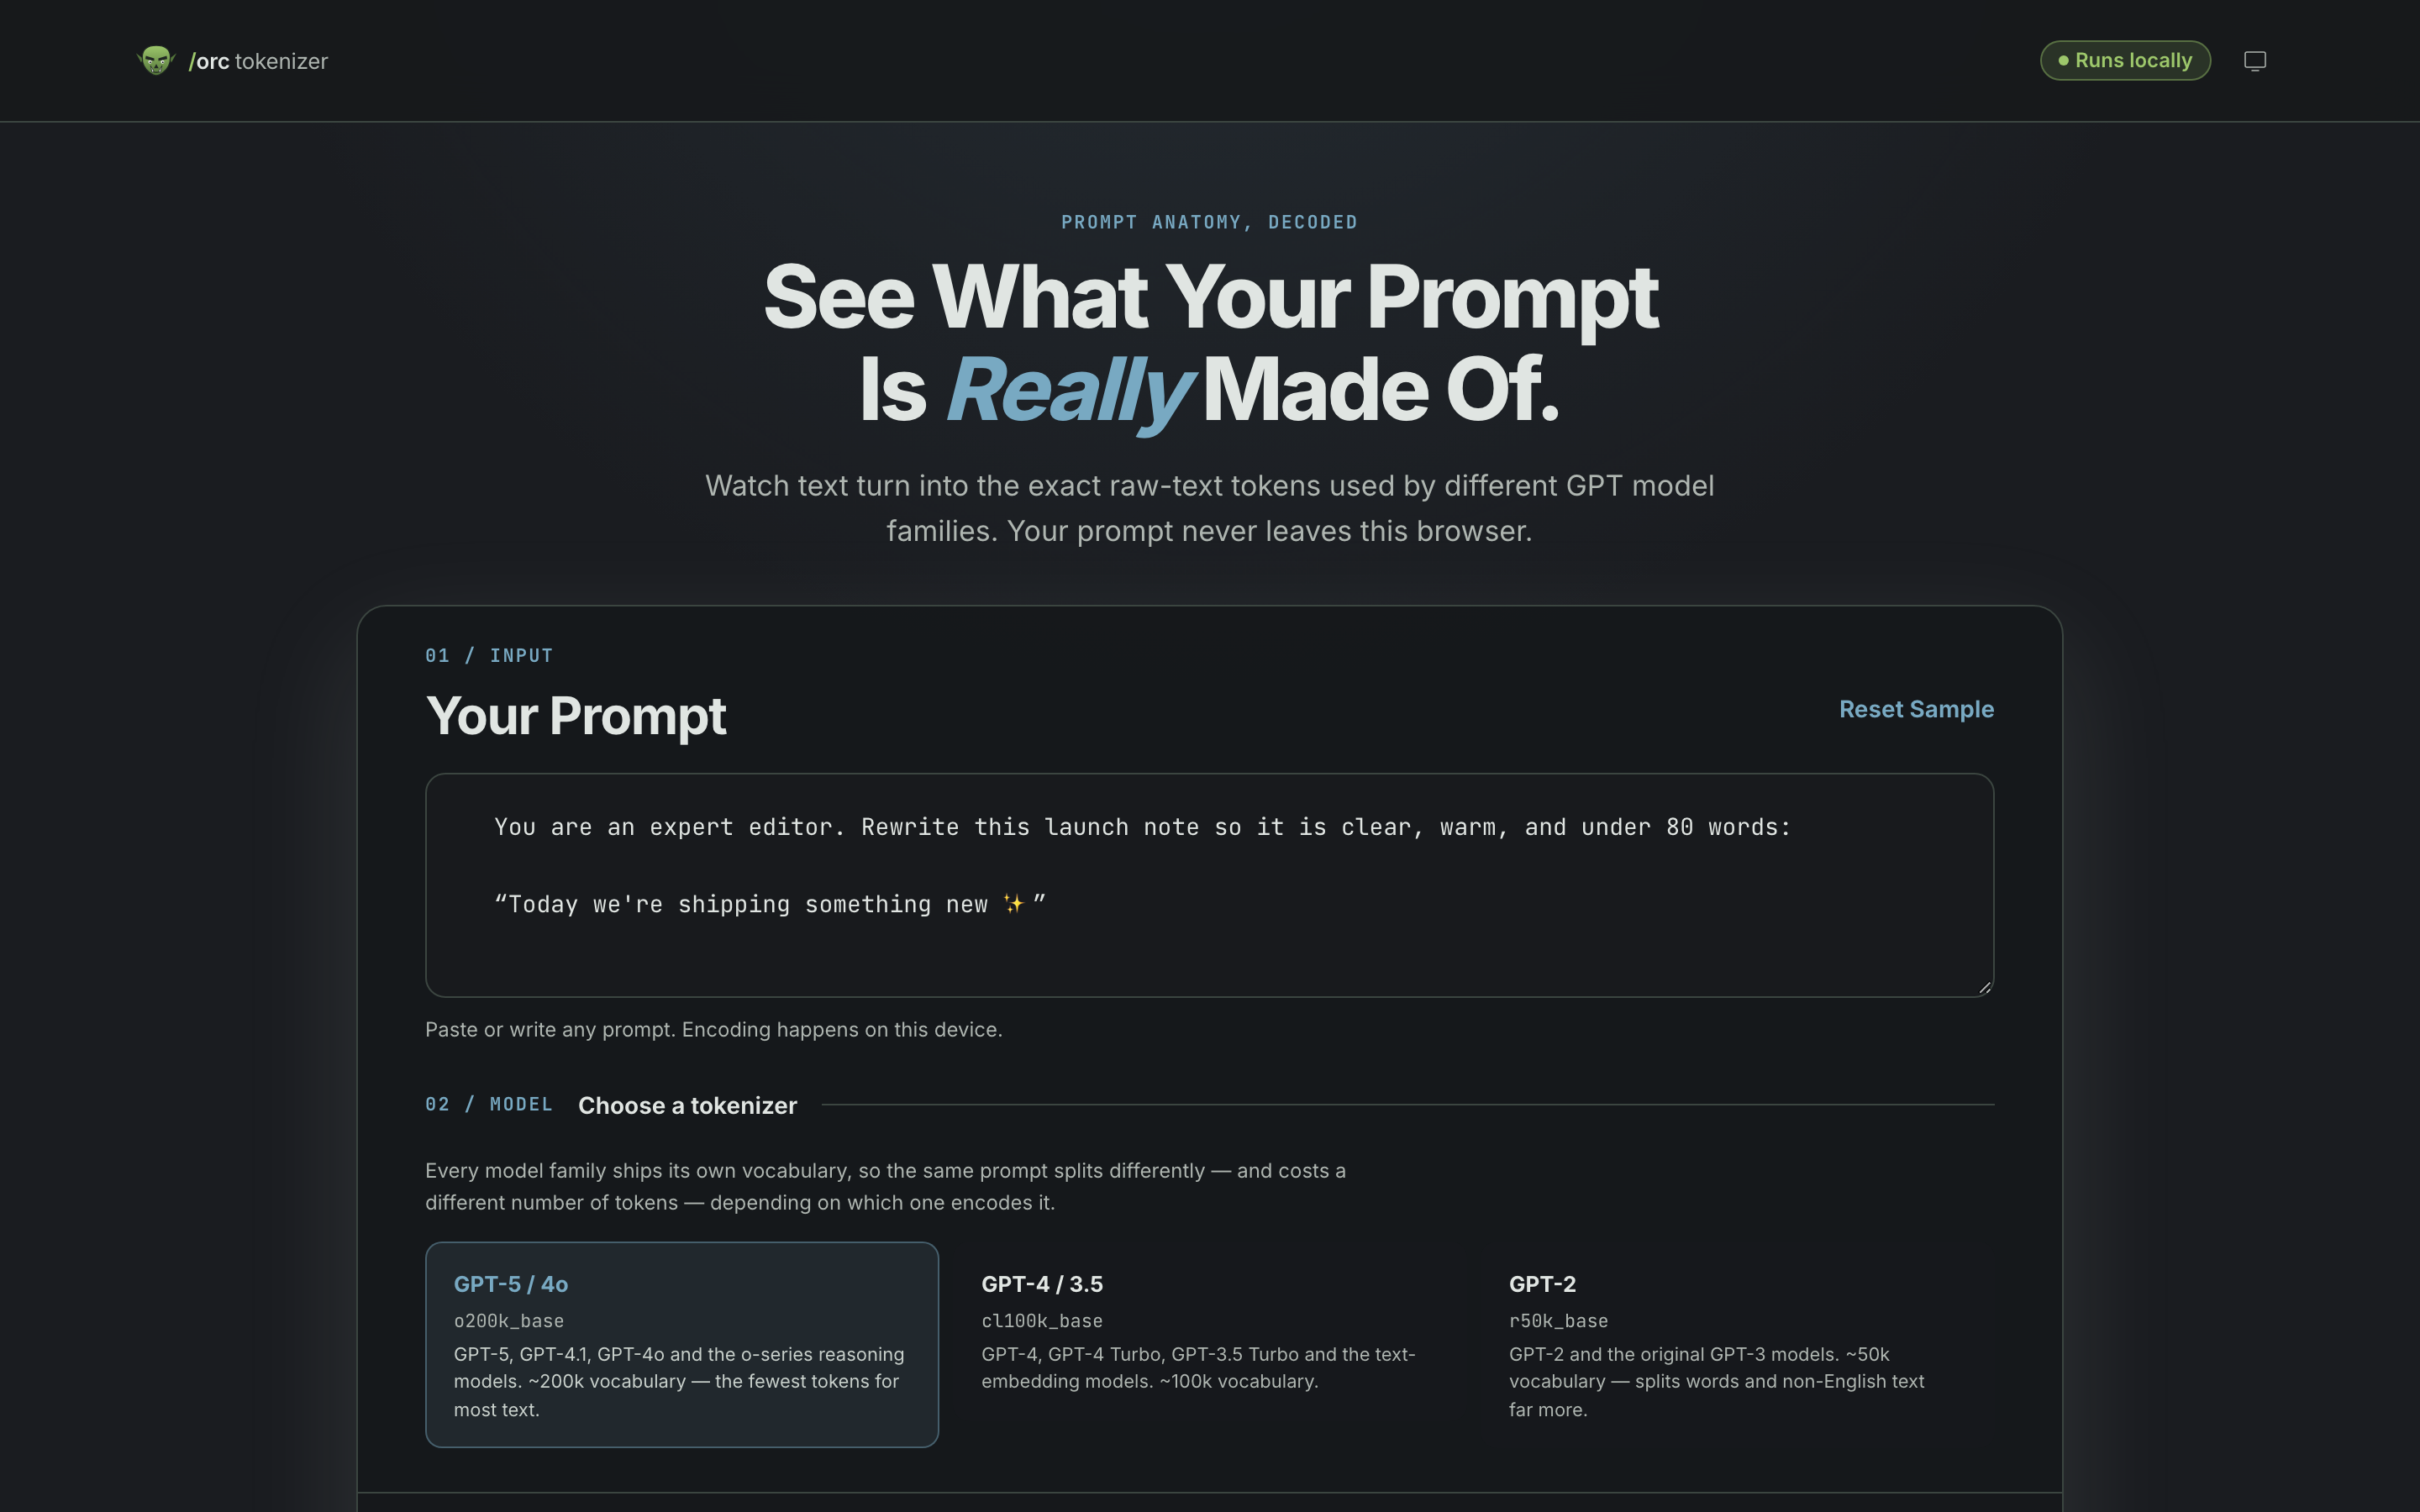 /orc tokenizer
Runs locally
PROMPT ANATOMY, DECODED
See What Your Prompt
Is Really Made Of.
Watch text turn into the exact raw-text tokens used by different GPT model
families. Your prompt never leaves this browser.
01 / INPUT
Your Prompt
Reset Sample
You are an expert editor. Rewrite this launch note so it is clear, warm, and under 80 words:
“Today we're shipping something new ✨ ”
Paste or write any prompt. Encoding happens on this device.
02 / MODEL Choose a tokenizer
Every model family ships its own vocabulary, so the same prompt splits differently — and costs a
different number of tokens — depending on which one encodes it.
GPT-5 / 4o
o200k_base
GPT-5, GPT-4.1, GPT-4o and the o-series reasoning
models. ~200k vocabulary — the fewest tokens for
most text.
GPT-4 / 3.5
cl100k_base
GPT-4, GPT-4 Turbo, GPT-3.5 Turbo and the text-
embedding models. ~100k vocabulary.
GPT-2
r50k_base
GPT-2 and the original GPT-3 models. ~50k
vocabulary — splits words and non-English text
far more.